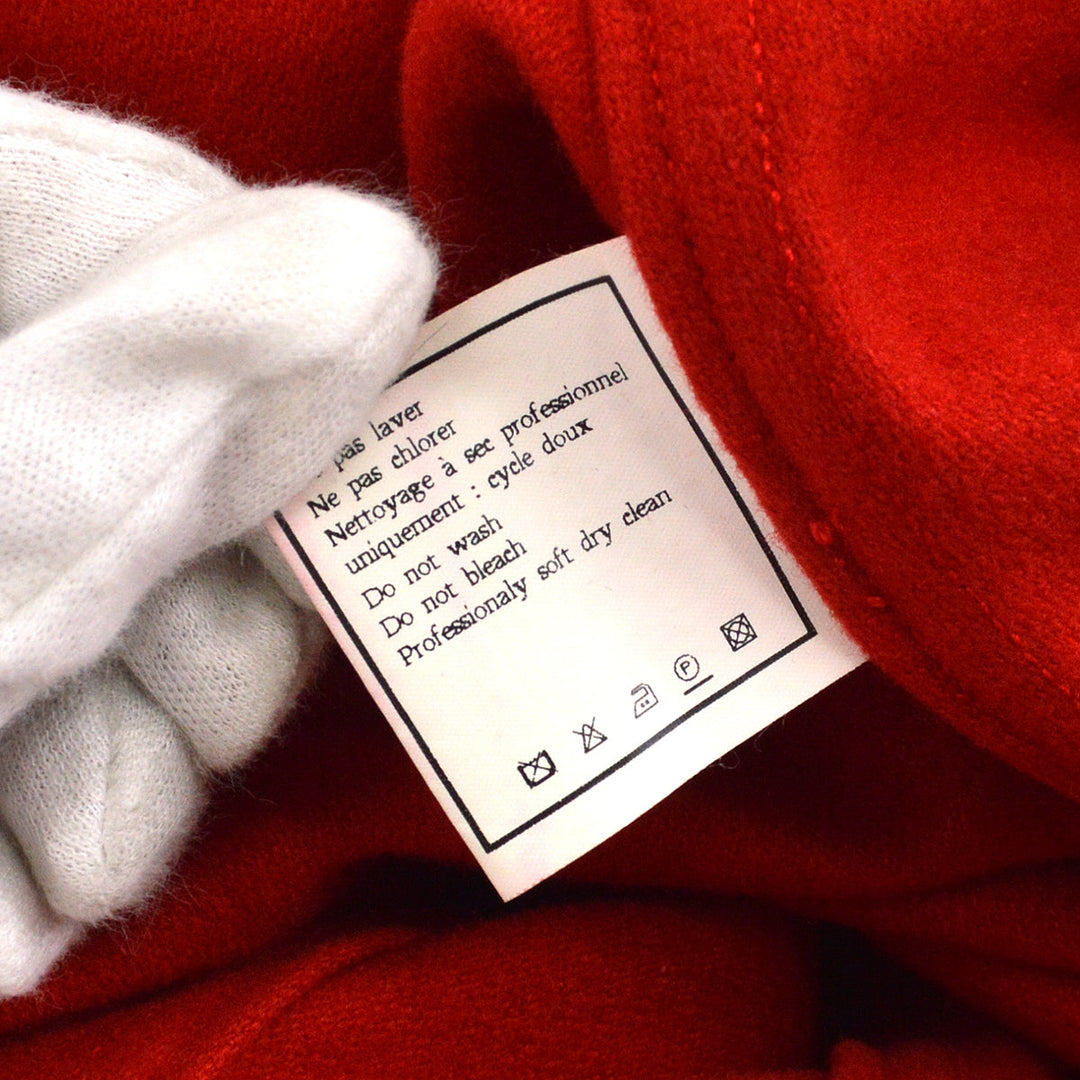 pas laver
Ne pas chlorer
Nettoyage à sec professionnel
uniquement : cycle doux
Do not wash
Do not bleach
Professionaly soft dry clean
P